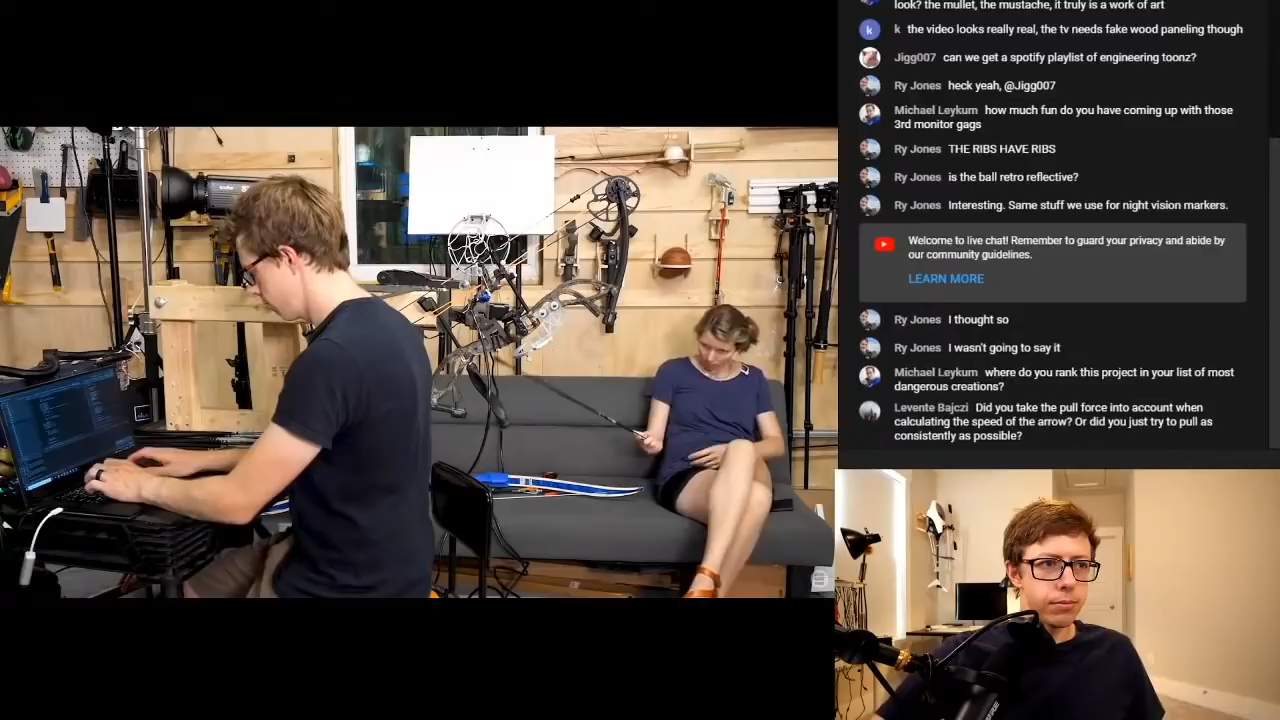 look? the mullet, the mustache, it truly is a work of art
k the video looks really real, the tv needs fake wood paneling though
Jigg007 can we get a spotify playlist of engineering toonz?
Ry Jones heck yeah, @Jigg007
Michael Leykum how much fun do you have coming up with those
3rd monitor gags
Ry Jones THE RIBS HAVE RIBS
Ry Jones is the ball retro reflective?
Ry Jones Interesting. Same stuff we use for night vision markers.
Welcome to live chat! Remember to guard your privacy and abide by
our community guidelines.
LEARN MORE
Ry Jones I thought so
Ry Jones I wasn't going to say it
Michael Leykum where do you rank this project in your list of most
dangerous creations?
Levente Bajczi Did you take the pull force into account when
calculating the speed of the arrow? Or did you just try to pull as
consistently as possible?